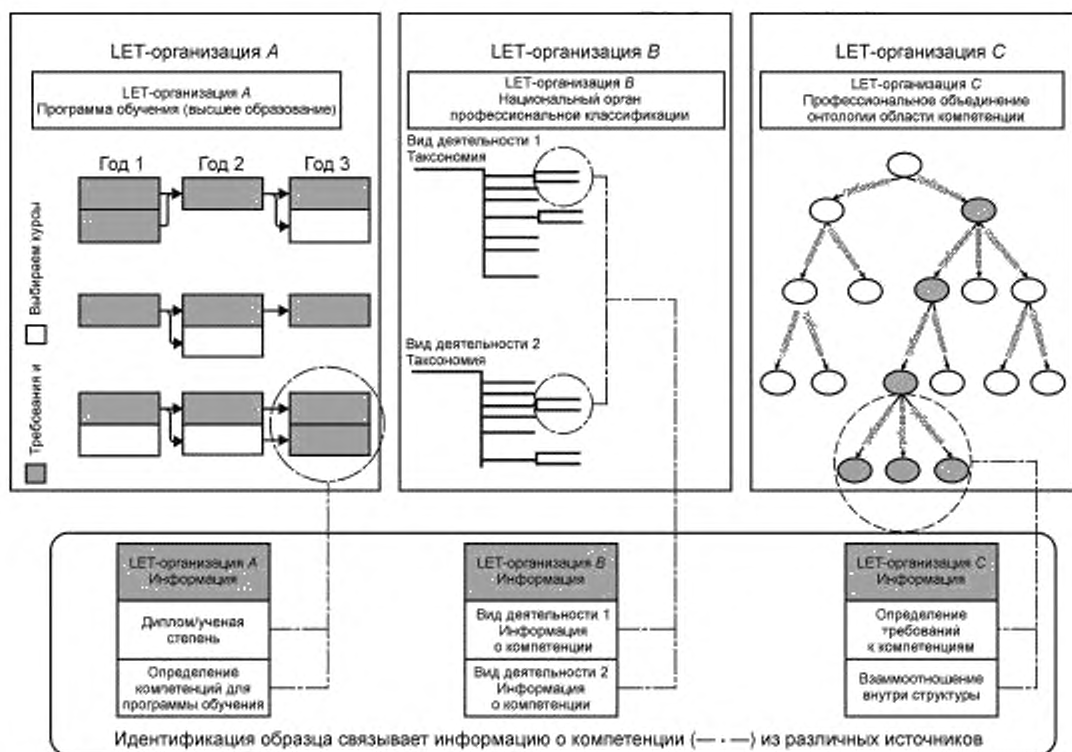 LET-организация A
LET-организация A
Программа обучения (высшее образование)
Год 1
Год 2
Год 3
Требования и
Выбираем курсы
LET-организация B
LET-организация B
Национальный орган
профессиональной классификации
Вид деятельности 1
Таксономия
Вид деятельности 2
Таксономия
LET-организация C
LET-организация C
Профессиональное объединение
онтологии области компетенции
LET-организация A
Информация
Диплом/ученая
степень
Определение
компетенций для
программы обучения
LET-организация B
Информация
Вид деятельности 1
Информация
о компетенции
Вид деятельности 2
Информация
о компетенции
LET-организация C
Информация
Определение
требований
к компетенциям
Взаимоотношение
внутри структуры
Идентификация образца связывает информацию о компетенции (— · —) из различных источников